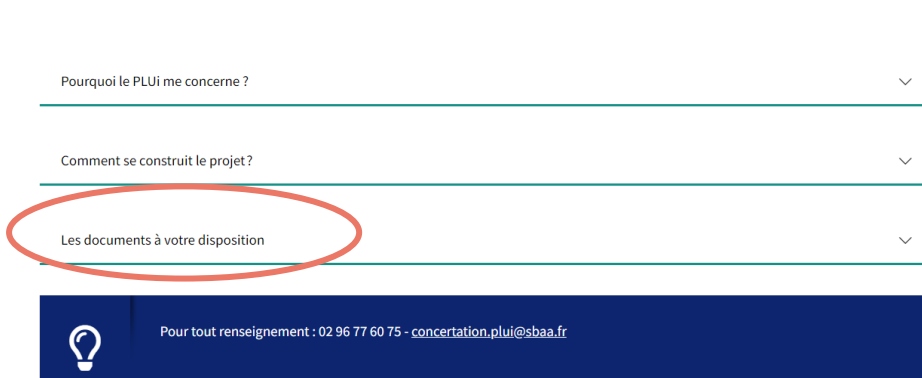 Pourquoi le PLUi me concerne ?
Comment se construit le projet ?
Les documents à votre disposition
Pour tout renseignement : 02 96 77 60 75 - concertation.plui@sbaa.fr